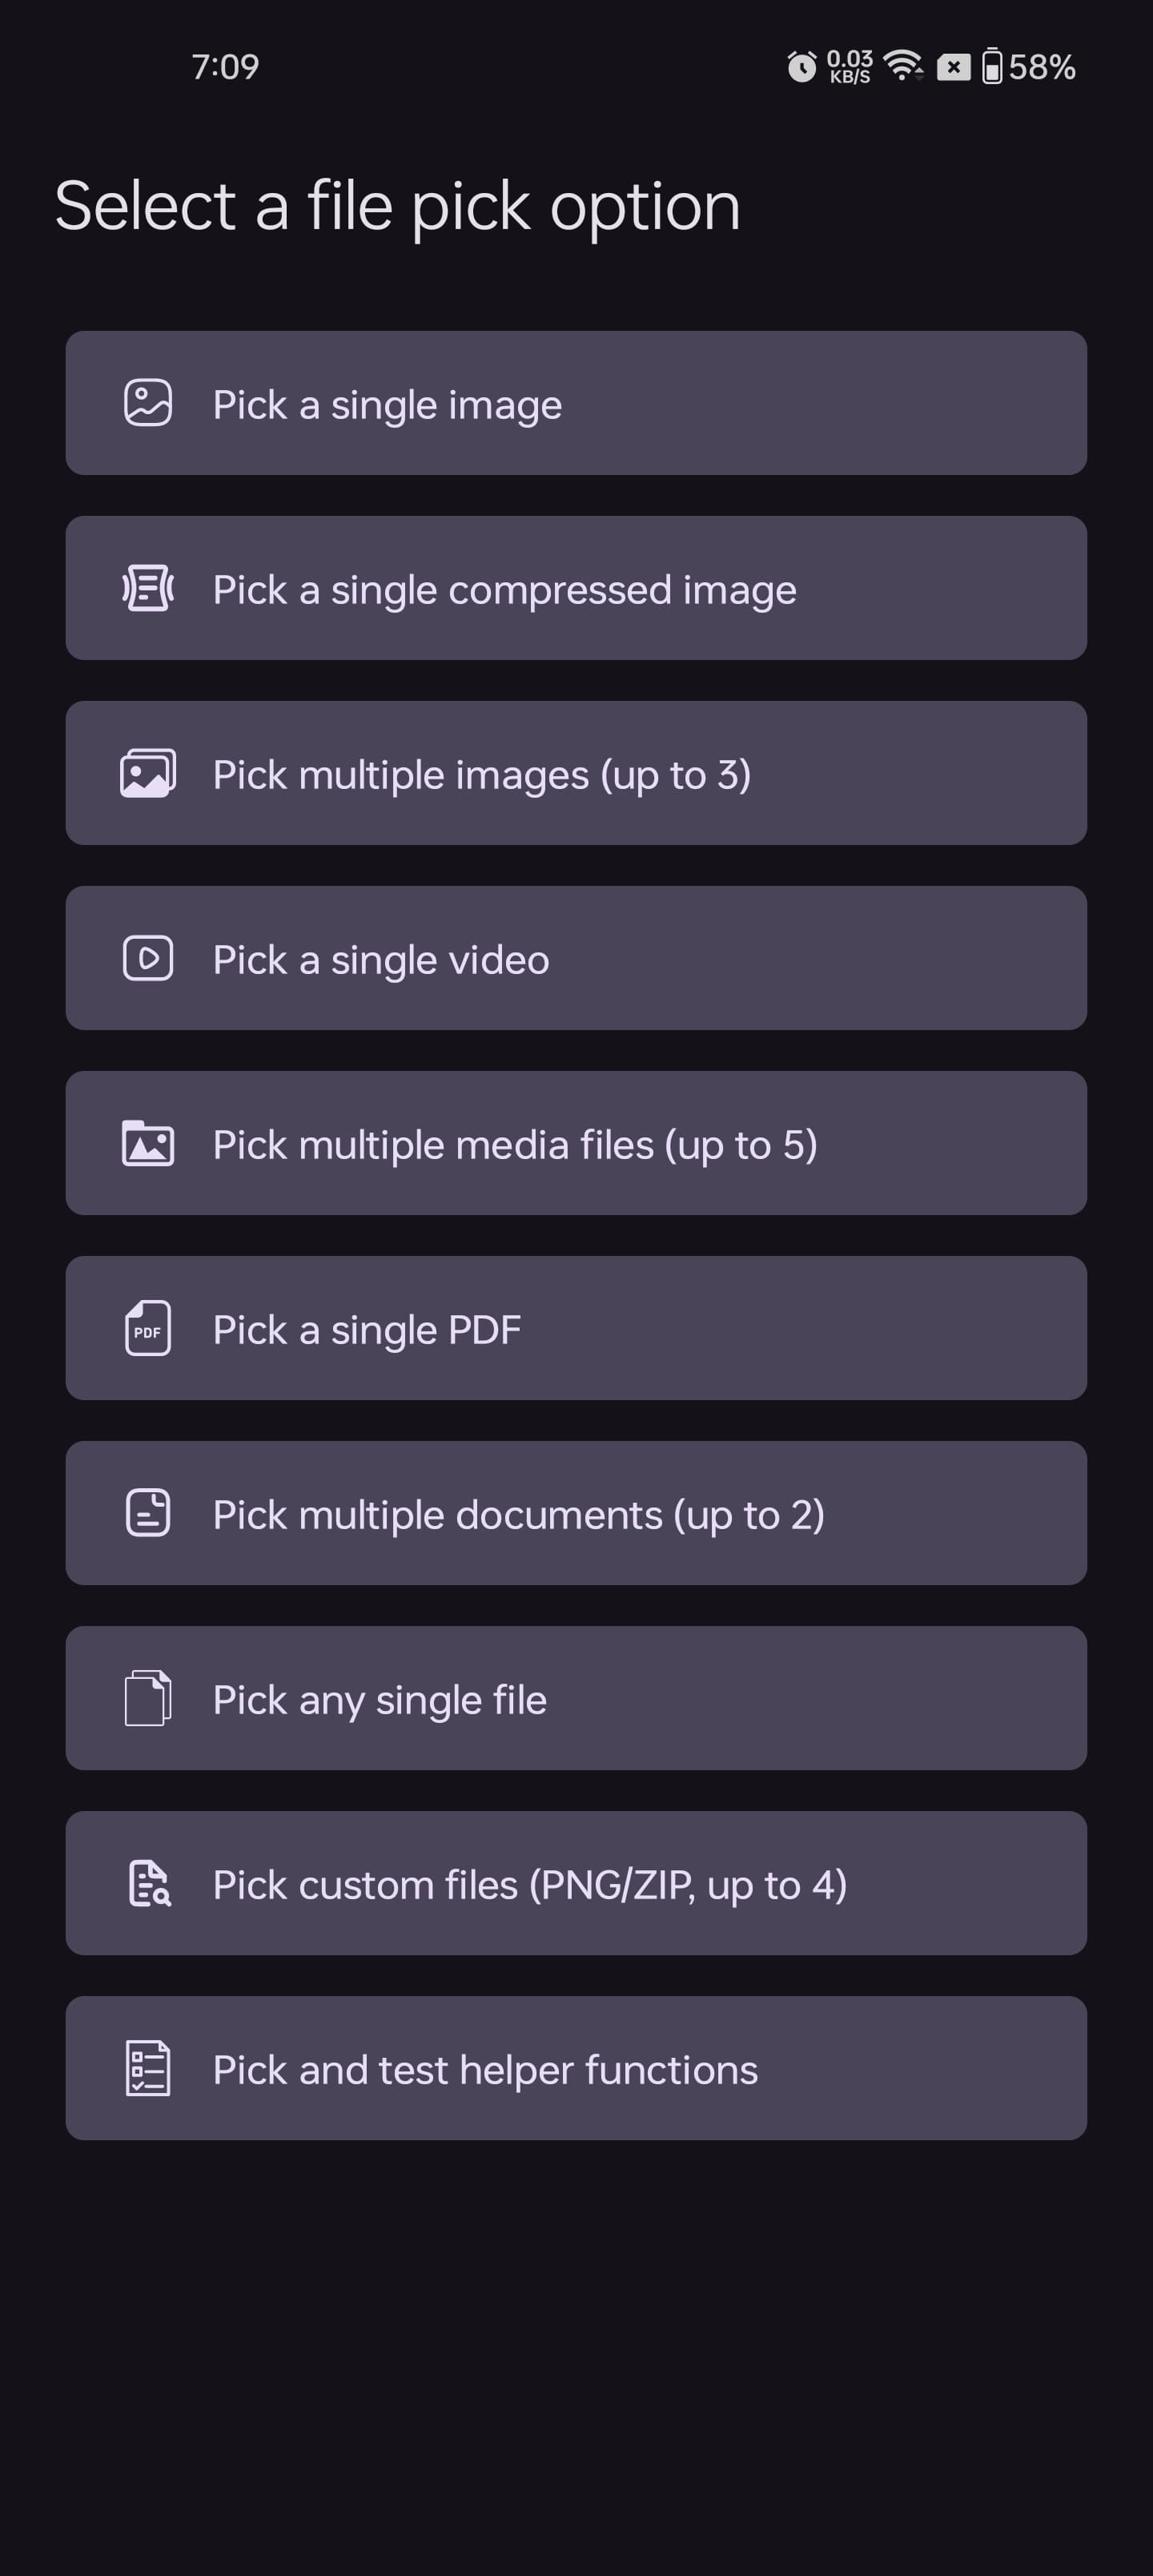 7:09
0.03
KB/S
58%
Select a file pick option
Pick a single image
Pick a single compressed image
Pick multiple images (up to 3)
Pick a single video
Pick multiple media files (up to 5)
PDF
Pick a single PDF
Pick multiple documents (up to 2)
Pick any single file
Pick custom files (PNG/ZIP, up to 4)
Pick and test helper functions